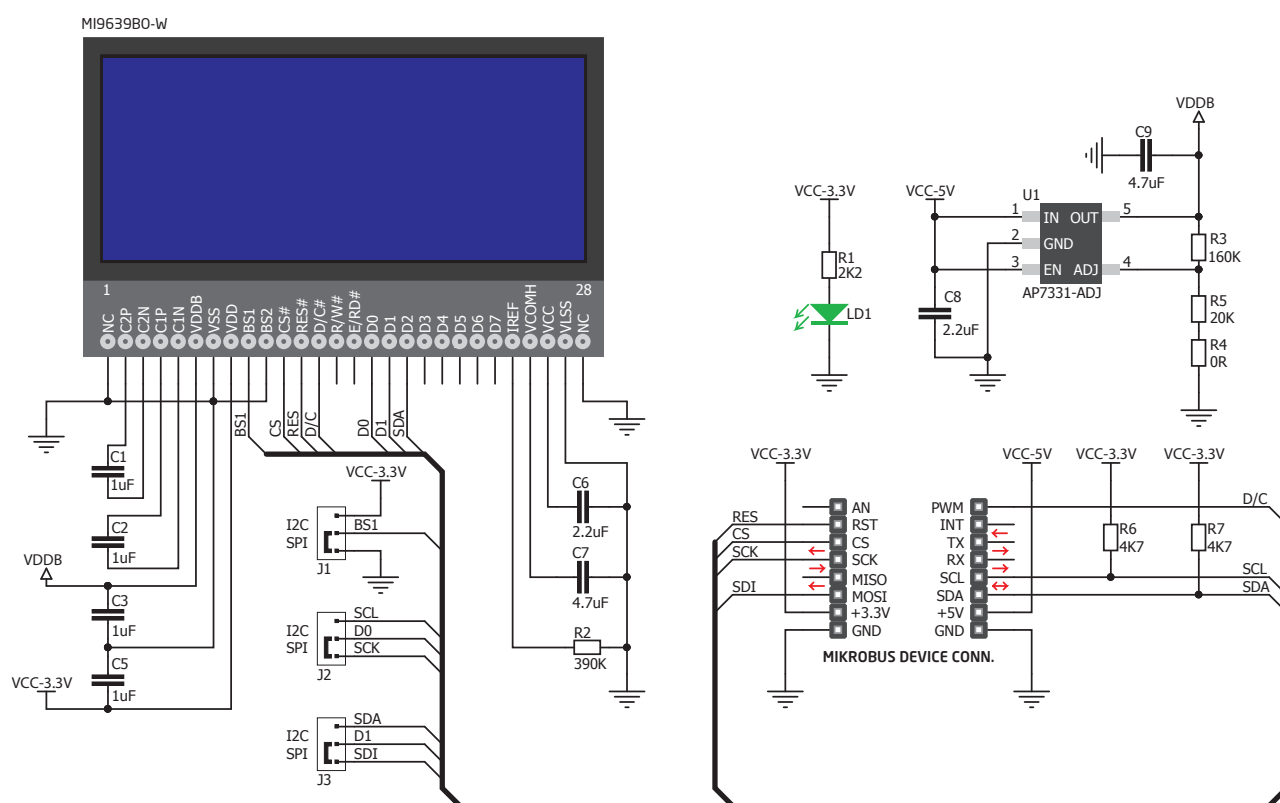 MI9639BO-W
1
28
NC
C2P
C2N
C1P
C1N
VDDB
VSS
VDD
BS1
BS2
CS#
RES#
D/C#
R/W#
E/RD#
D0
D1
D2
D3
D4
D5
D6
D7
IREF
VCOMH
VCC
VLSS
NC
BS1
CS
RES
D/C
D0
D1
SDA
C1
1uF
C2
1uF
VDDB
C3
1uF
C5
1uF
VCC-3.3V
VCC-3.3V
I2C
SPI
BS1
J1
I2C
SPI
SCL
D0
SCK
J2
I2C
SPI
SDA
D1
SDI
J3
C6
2.2uF
C7
4.7uF
R2
390K
VCC-3.3V
R1
2K2
LD1
VCC-5V
C8
2.2uF
U1
1
IN
OUT
5
2
GND
3
EN
ADJ
4
AP7331-ADJ
VDDB
C9
4.7uF
R3
160K
R5
20K
R4
0R
VCC-3.3V
VCC-5V
VCC-3.3V
VCC-3.3V
RES
CS
SCK
SDI
AN
RST
CS
SCK
MISO
MOSI
+3.3V
GND
PWM
INT
TX
RX
SCL
SDA
+5V
GND
MIKROBUS DEVICE CONN.
R6
4K7
R7
4K7
D/C
SCL
SDA